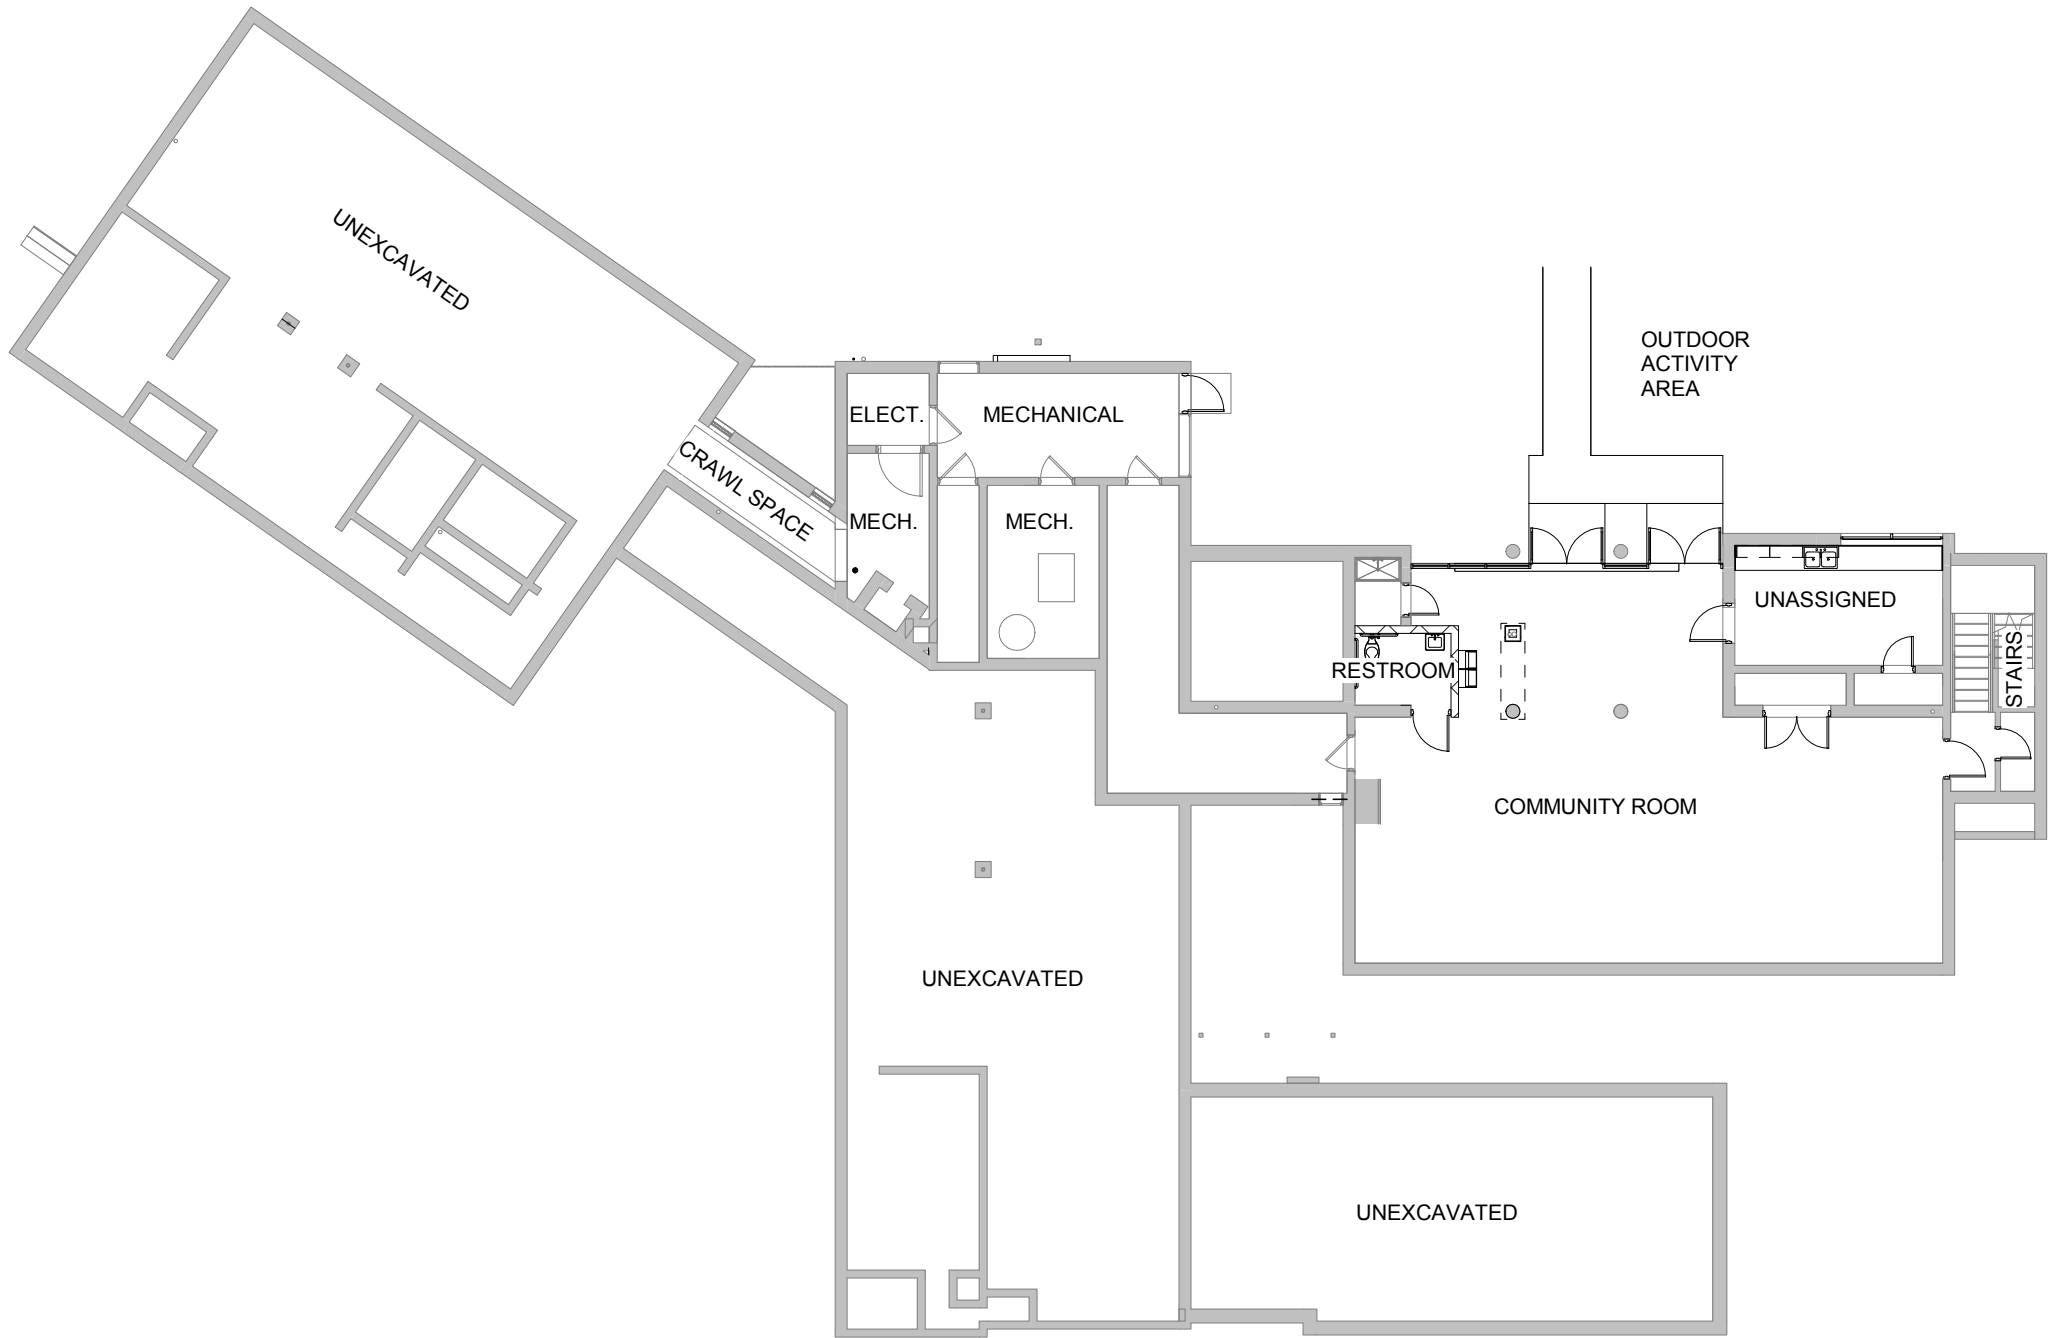 UNEXCAVATED
OUTDOOR
ACTIVITY
AREA
ELECT.
MECHANICAL
CRAWL SPACE
MECH.
MECH.
UNASSIGNED
RESTROOM
STAIRS
COMMUNITY ROOM
UNEXCAVATED
UNEXCAVATED